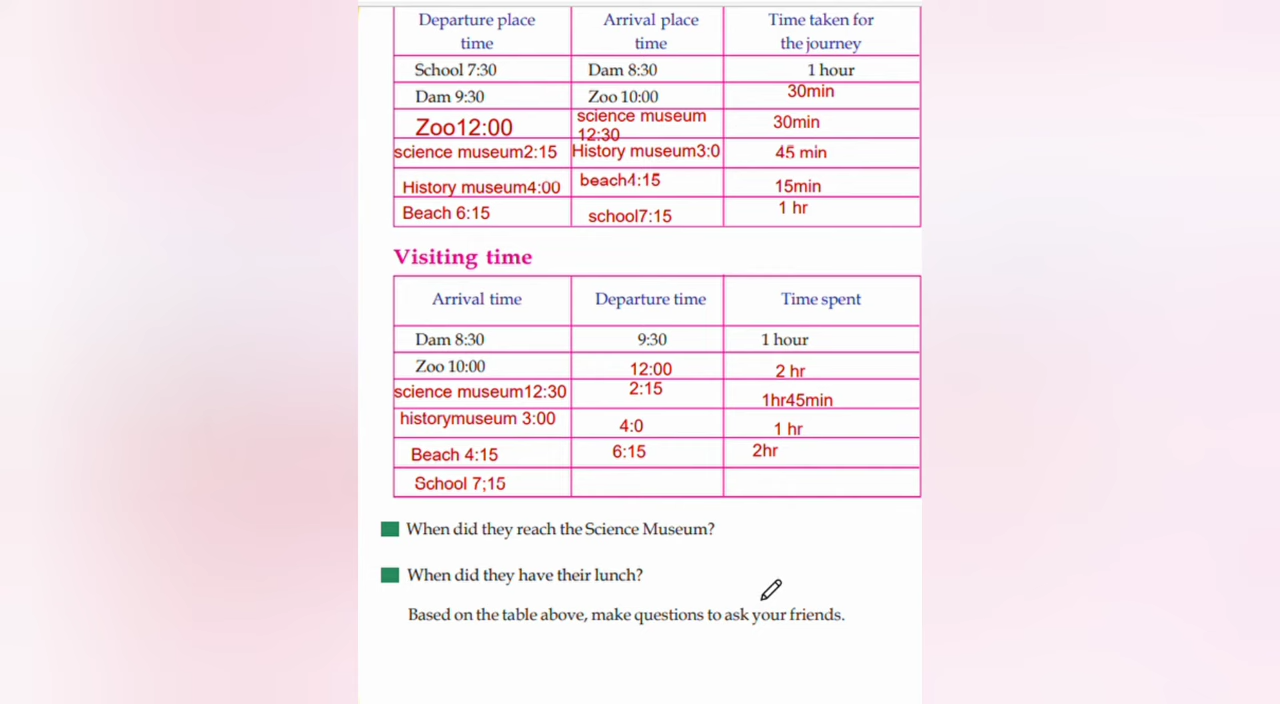 Departure place Arrival place Time taken for
time time the journey
School 7:30 Dam 8:30 1 hour
Dam 9:30 Zoo 10:00 30min
Zoo12:00 science museum 12:30 30min
science museum2:15 History museum3:0 45 min
History museum4:00 beach4:15 15min
Beach 6:15 school7:15 1 hr
Visiting time
Arrival time Departure time Time spent
Dam 8:30 9:30 1 hour
Zoo 10:00 12:00 2 hr
science museum12:30 2:15 1hr45min
historymuseum 3:00 4:0 1 hr
Beach 4:15 6:15 2hr
School 7;15
When did they reach the Science Museum?
When did they have their lunch?
Based on the table above, make questions to ask your friends.